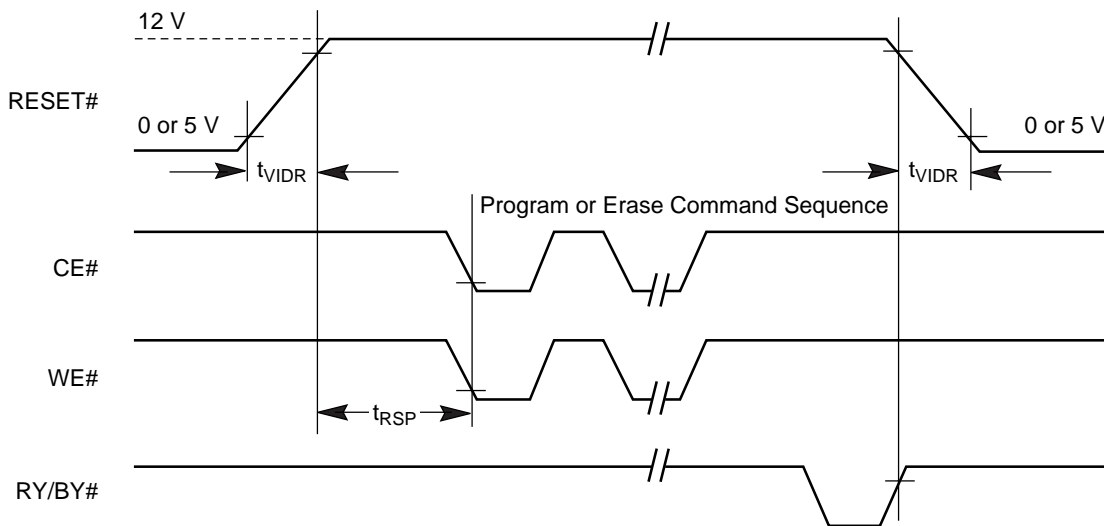 12 V
RESET#
0 or 5 V
0 or 5 V
tVIDR
tVIDR
Program or Erase Command Sequence
CE#
WE#
tRSP
RY/BY#